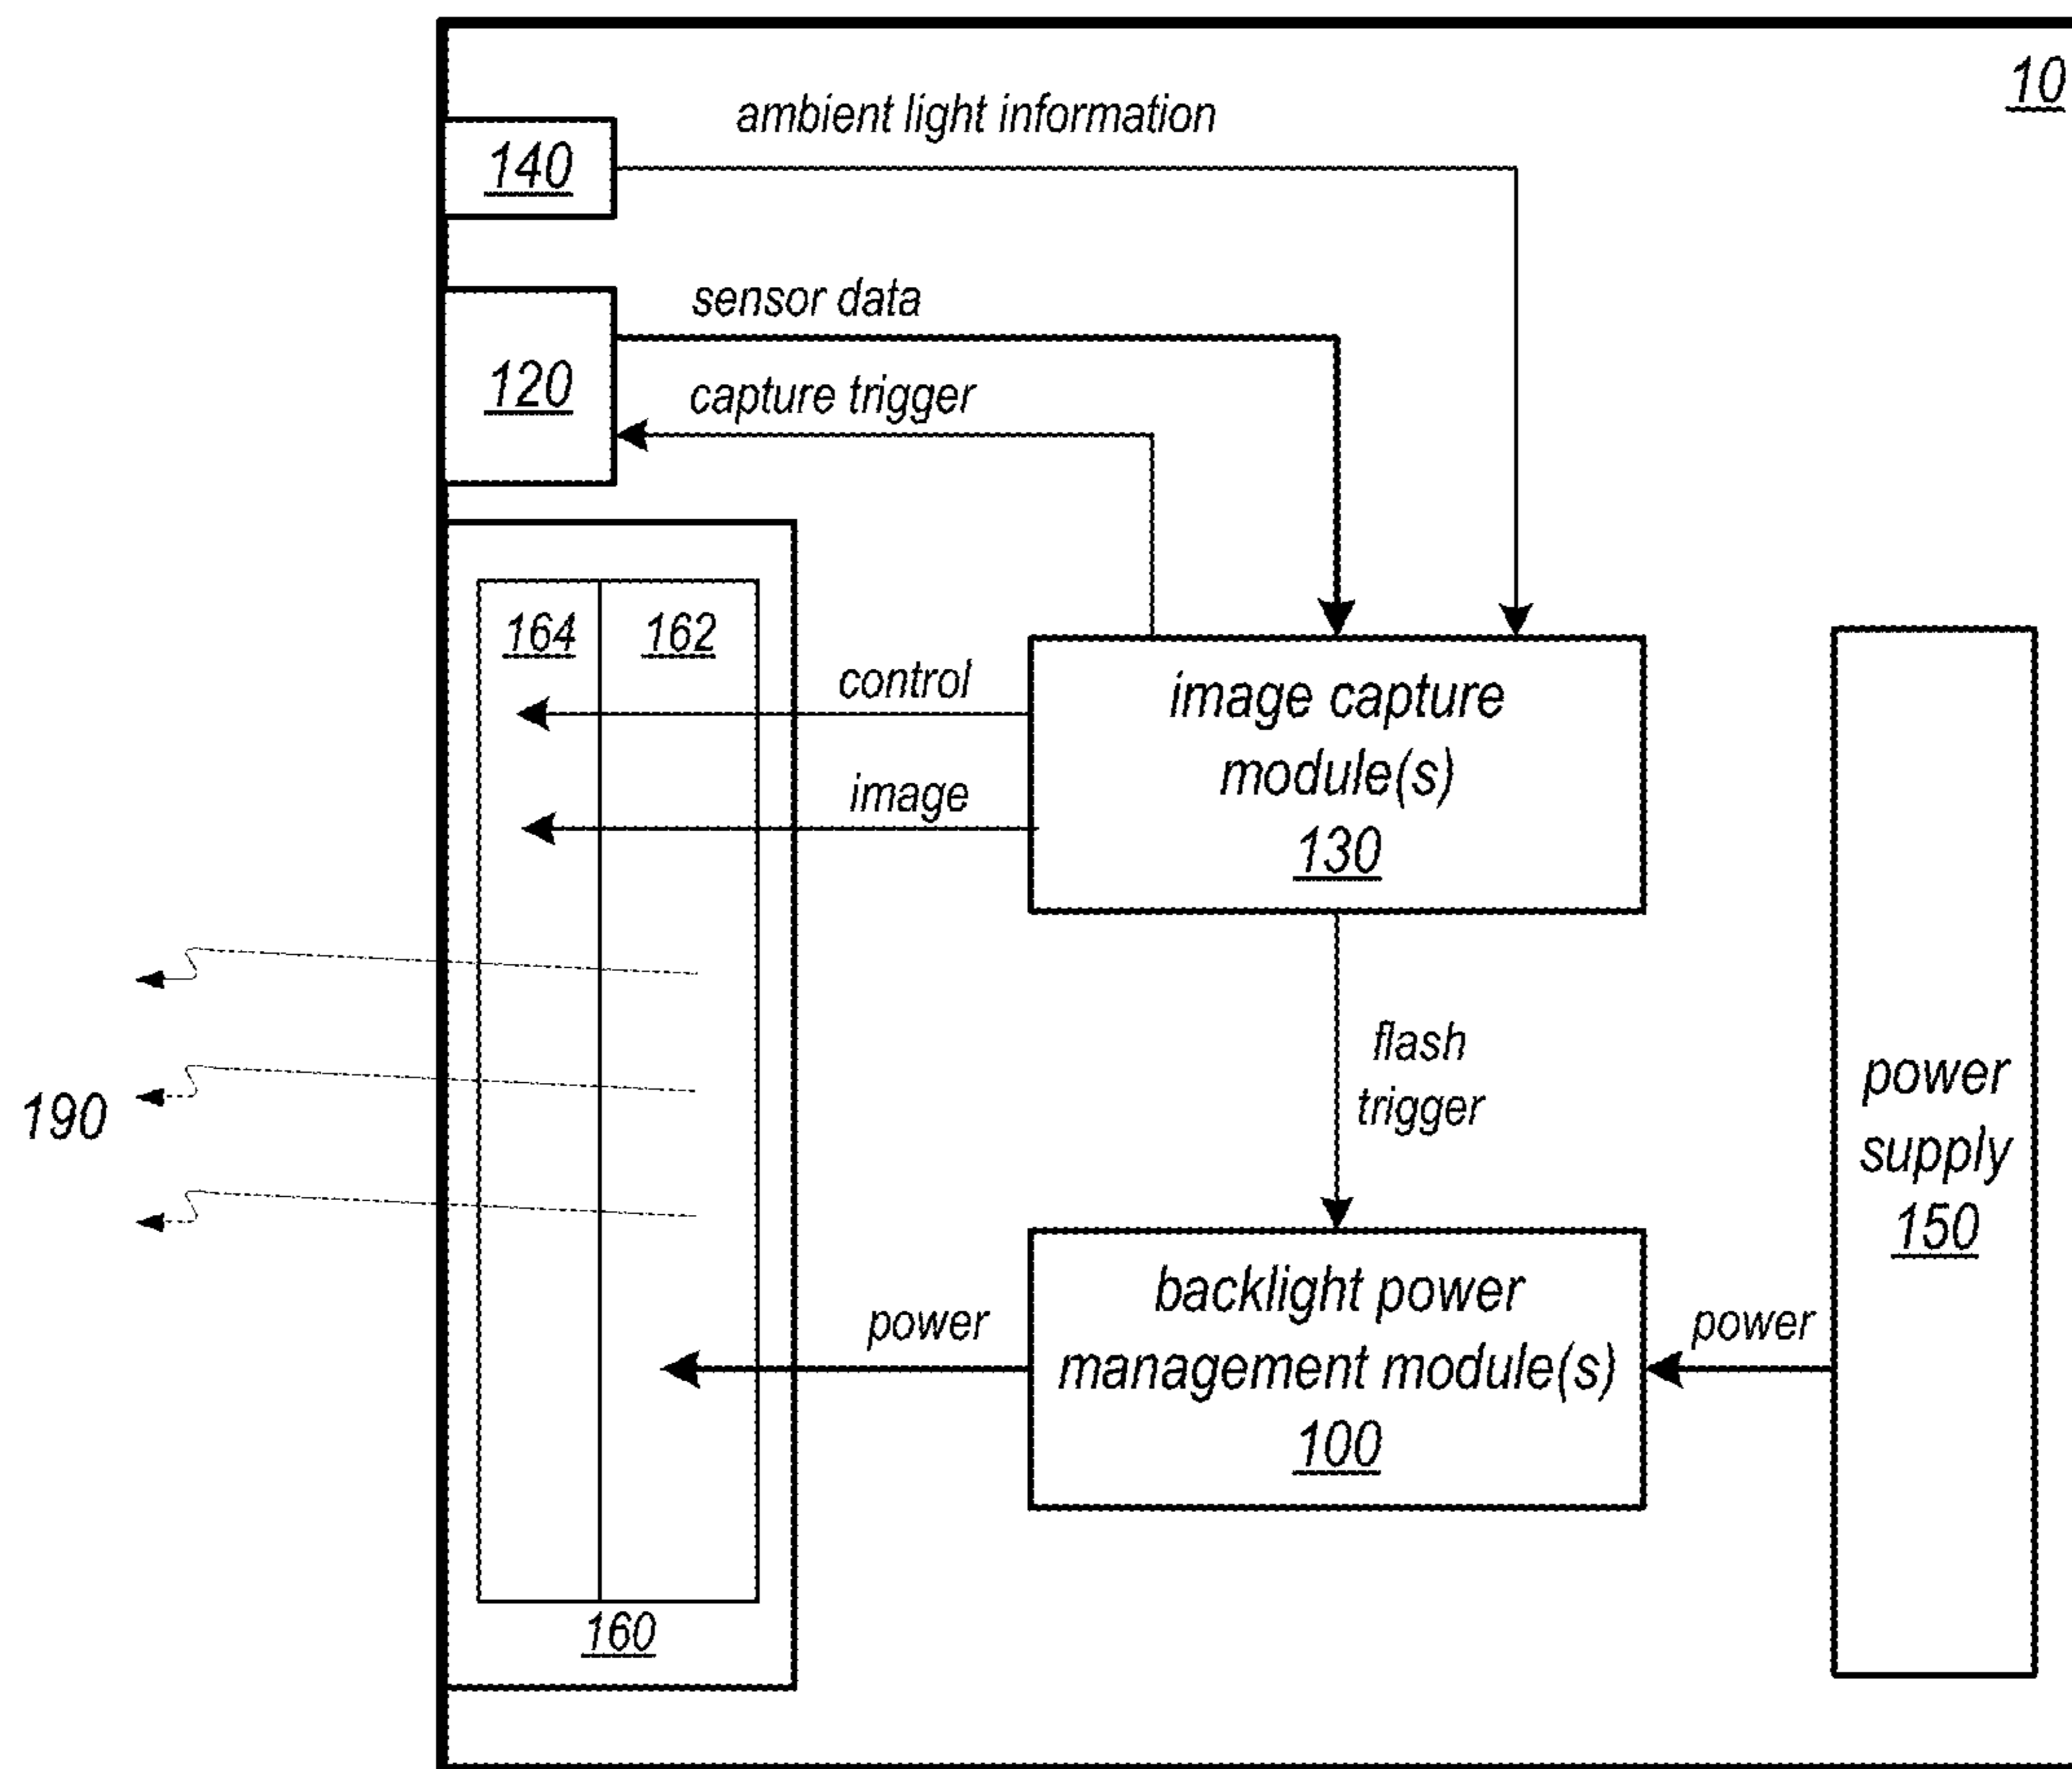 10
ambient light information
140
sensor data
120
capture trigger
164
162
control
image capture
module(s)
130
image
flash
trigger
190
power
supply
150
backlight power
management module(s)
100
power
power
160